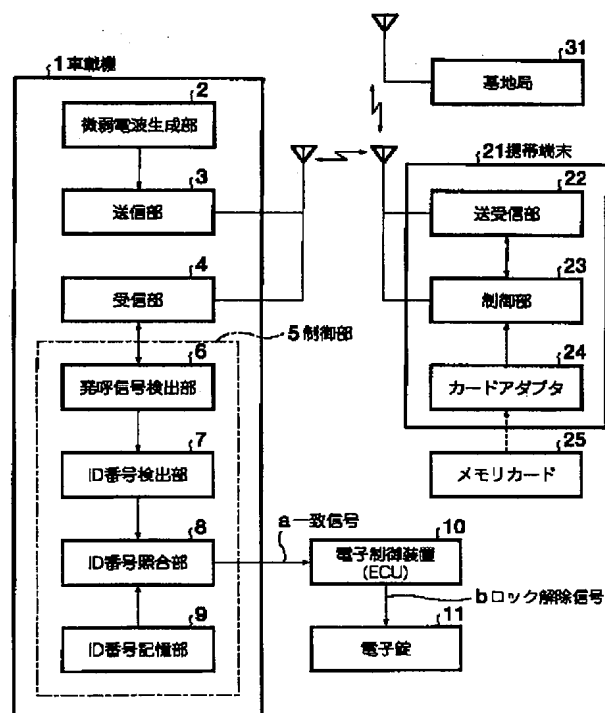 1車載機
2
微弱電波生成部
3
送信部
4
受信部
5制御部
6
発呼信号検出部
7
ID番号検出部
8
ID番号照合部
9
ID番号記憶部
a一致信号
10
電子制御装置
(ECU)
bロック解除信号
11
電子錠
31
基地局
21携帯端末
22
送受信部
23
制御部
24
カードアダプタ
25
メモリカード